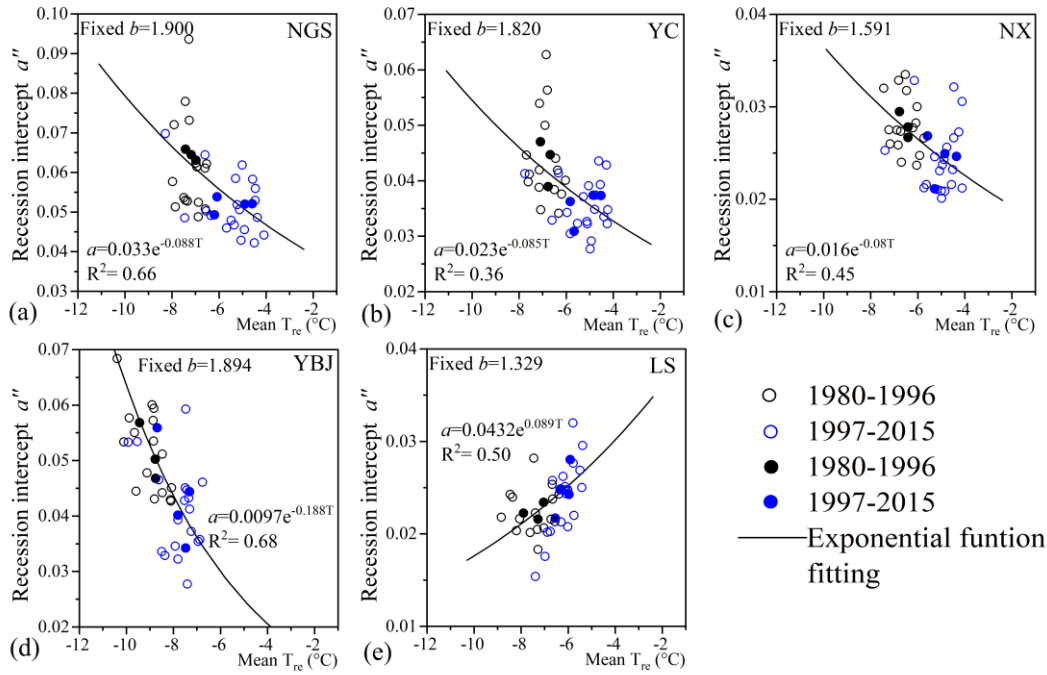 Fixed b=1.900 NGS
Recession intercept a″
0.10
0.09
0.08
0.07
0.06
0.05
0.04
0.03
a=0.033e^-0.088T
R²= 0.66
-12 -10 -8 -6 -4 -2
Mean T_re (°C)
(a)
Fixed b=1.820 YC
Recession intercept a″
0.07
0.06
0.05
0.04
0.03
0.02
a=0.023e^-0.085T
R²= 0.36
-12 -10 -8 -6 -4 -2
Mean T_re (°C)
(b)
Fixed b=1.591 NX
Recession intercept a″
0.04
0.03
0.02
0.01
a=0.016e^-0.08T
R²= 0.45
-10 -8 -6 -4 -2
Mean T_re (°C)
(c)
Fixed b=1.894 YBJ
Recession intercept a″
0.07
0.06
0.05
0.04
0.03
0.02
a=0.0097e^-0.188T
R²= 0.68
-12 -10 -8 -6 -4 -2
Mean T_re (°C)
(d)
Fixed b=1.329 LS
Recession intercept a″
0.04
0.03
0.02
0.01
a=0.0432e^0.089T
R²= 0.50
-12 -10 -8 -6 -4 -2
Mean T_re (°C)
(e)
1980-1996
1997-2015
1980-1996
1997-2015
Exponential funtion
fitting